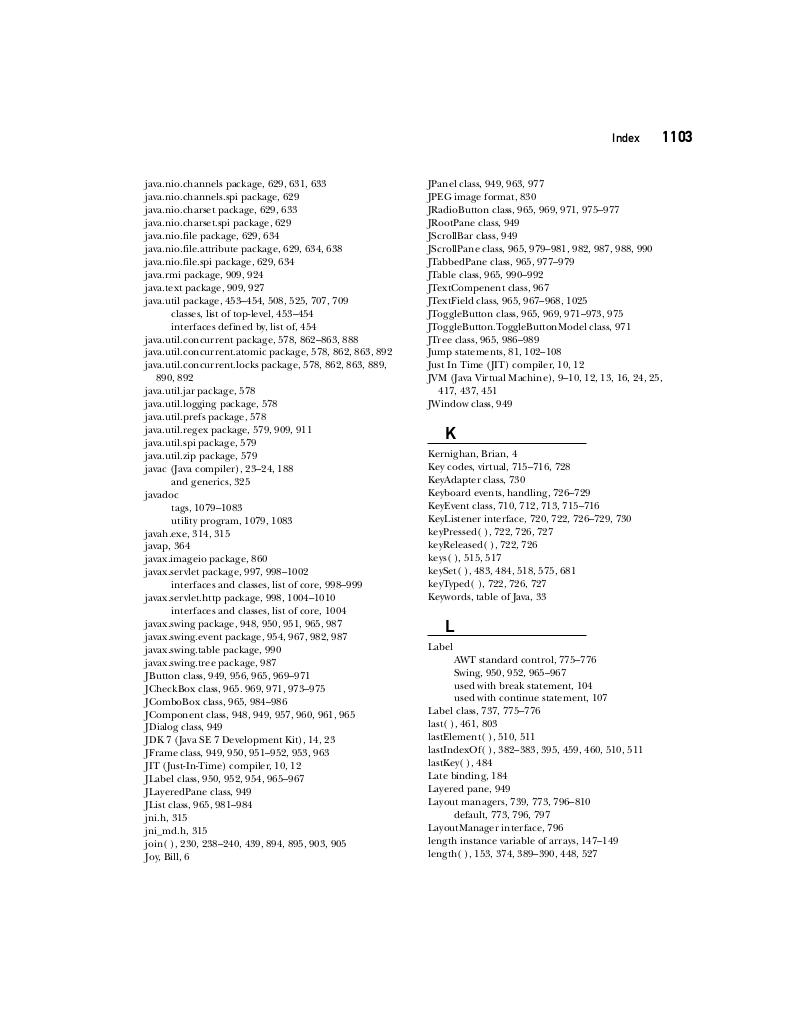 Index 1103
java.nio.channels package, 629, 631, 633
java.nio.channels.spi package, 629
java.nio.charset package, 629, 633
java.nio.charset.spi package, 629
java.nio.file package, 629, 634
java.nio.file.attribute package, 629, 634, 638
java.nio.file.spi package, 629, 634
java.rmi package, 909, 924
java.text package, 909, 927
java.util package, 453–454, 508, 525, 707, 709
classes, list of top-level, 453–454
interfaces defined by, list of, 454
java.util.concurrent package, 578, 862–863, 888
java.util.concurrent.atomic package, 578, 862, 863, 892
java.util.concurrent.locks package, 578, 862, 863, 889,
890, 892
java.util.jar package, 578
java.util.logging package, 578
java.util.prefs package, 578
java.util.regex package, 579, 909, 911
java.util.spi package, 579
java.util.zip package, 579
javac (Java compiler), 23–24, 188
and generics, 325
javadoc
tags, 1079–1083
utility program, 1079, 1083
javah.exe, 314, 315
javap, 364
javax.imageio package, 860
javax.servlet package, 997, 998–1002
interfaces and classes, list of core, 998–999
javax.servlet.http package, 998, 1004–1010
interfaces and classes, list of core, 1004
javax.swing package, 948, 950, 951, 965, 987
javax.swing.event package, 954, 967, 982, 987
javax.swing.table package, 990
javax.swing.tree package, 987
JButton class, 949, 956, 965, 969–971
JCheckBox class, 965. 969, 971, 973–975
JComboBox class, 965, 984–986
JComponent class, 948, 949, 957, 960, 961, 965
JDialog class, 949
JDK 7 (Java SE 7 Development Kit), 14, 23
JFrame class, 949, 950, 951–952, 953, 963
JIT (Just-In-Time) compiler, 10, 12
JLabel class, 950, 952, 954, 965–967
JLayeredPane class, 949
JList class, 965, 981–984
jni.h, 315
jni_md.h, 315
join( ), 230, 238–240, 439, 894, 895, 903, 905
Joy, Bill, 6
JPanel class, 949, 963, 977
JPEG image format, 830
JRadioButton class, 965, 969, 971, 975–977
JRootPane class, 949
JScrollBar class, 949
JScrollPane class, 965, 979–981, 982, 987, 988, 990
JTabbedPane class, 965, 977–979
JTable class, 965, 990–992
JTextCompenent class, 967
JTextField class, 965, 967–968, 1025
JToggleButton class, 965, 969, 971–973, 975
JToggleButton.ToggleButtonModel class, 971
JTree class, 965, 986–989
Jump statements, 81, 102–108
Just In Time (JIT) compiler, 10, 12
JVM (Java Virtual Machine), 9–10, 12, 13, 16, 24, 25,
417, 437, 451
JWindow class, 949
K
Kernighan, Brian, 4
Key codes, virtual, 715–716, 728
KeyAdapter class, 730
Keyboard events, handling, 726–729
KeyEvent class, 710, 712, 713, 715–716
KeyListener interface, 720, 722, 726–729, 730
keyPressed( ), 722, 726, 727
keyReleased( ), 722, 726
keys( ), 515, 517
keySet( ), 483, 484, 518, 575, 681
keyTyped( ), 722, 726, 727
Keywords, table of Java, 33
L
Label
AWT standard control, 775–776
Swing, 950, 952, 965–967
used with break statement, 104
used with continue statement, 107
Label class, 737, 775–776
last( ), 461, 803
lastElement( ), 510, 511
lastIndexOf( ), 382–383, 395, 459, 460, 510, 511
lastKey( ), 484
Late binding, 184
Layered pane, 949
Layout managers, 739, 773, 796–810
default, 773, 796, 797
LayoutManager interface, 796
length instance variable of arrays, 147–149
length( ), 153, 374, 389–390, 448, 527